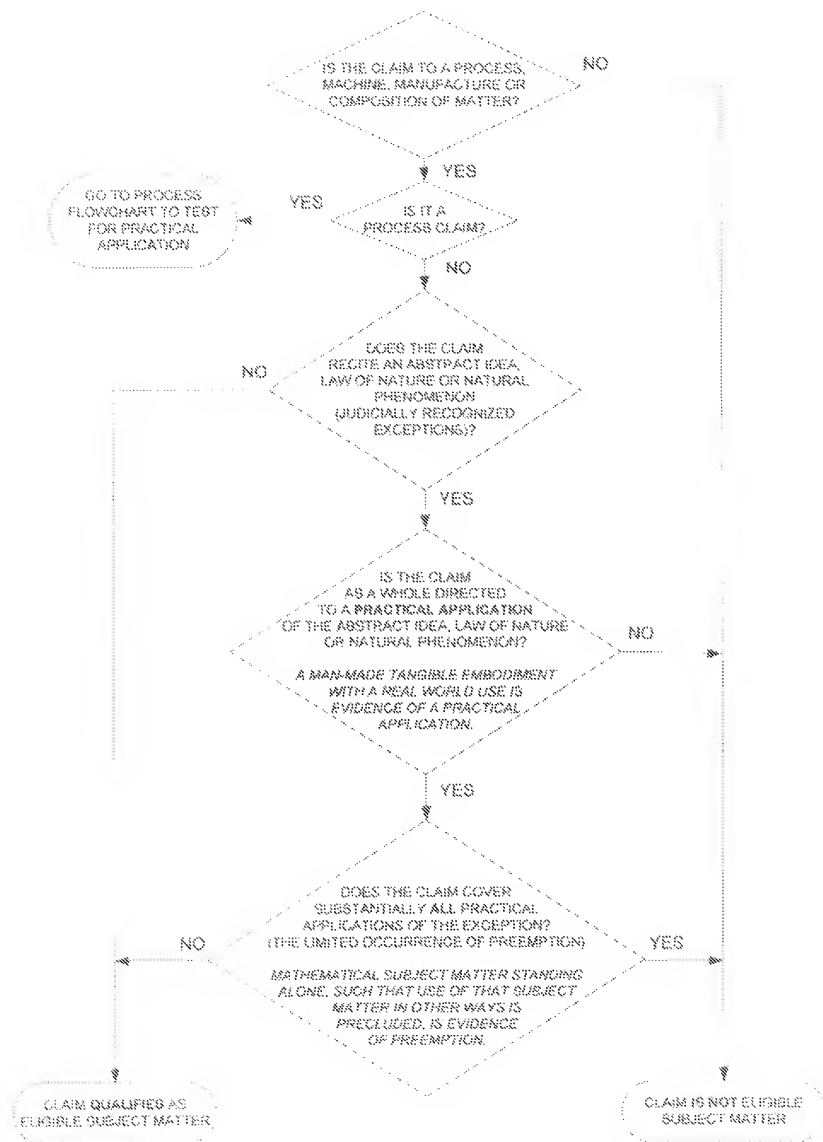 IS THE CLAIM TO A PROCESS,
MACHINE, MANUFACTURE OR
COMPOSITION OF MATTER?
NO
YES
GO TO PROCESS
FLOWCHART TO TEST
FOR PRACTICAL
APPLICATION
YES
IS IT A
PROCESS CLAIM?
NO
DOES THE CLAIM
RECITE AN ABSTRACT IDEA,
LAW OF NATURE OR NATURAL
PHENOMENON
(JUDICIALLY RECOGNIZED
EXCEPTIONS)?
NO
YES
IS THE CLAIM
AS A WHOLE DIRECTED
TO A PRACTICAL APPLICATION
OF THE ABSTRACT IDEA, LAW OF NATURE
OR NATURAL PHENOMENON?
A MAN-MADE TANGIBLE EMBODIMENT
WITH A REAL WORLD USE IS
EVIDENCE OF A PRACTICAL
APPLICATION.
NO
YES
DOES THE CLAIM COVER
SUBSTANTIALLY ALL PRACTICAL
APPLICATIONS OF THE EXCEPTION?
(THE LIMITED OCCURRENCE OF PREEMPTION)
MATHEMATICAL SUBJECT MATTER STANDING
ALONE, SUCH THAT USE OF THAT SUBJECT
MATTER IN OTHER WAYS IS
PRECLUDED, IS EVIDENCE
OF PREEMPTION.
NO
YES
CLAIM QUALIFIES AS
ELIGIBLE SUBJECT MATTER
CLAIM IS NOT ELIGIBLE
SUBJECT MATTER